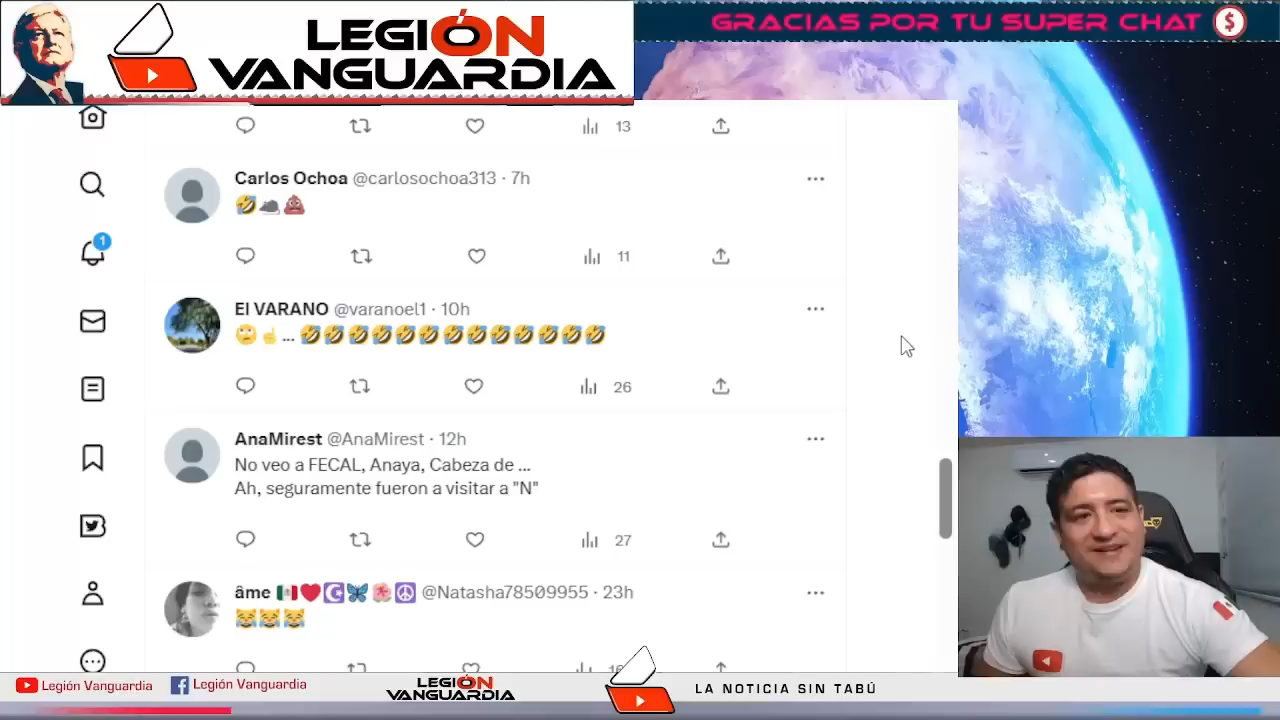 LEGIÓN
VANGUARDIA
GRACIAS POR TU SUPER CHAT $
13
Carlos Ochoa @carlosochoa313 · 7h
🤣🐀💩
11
1
El VARANO @varanoel1 · 10h
🙄☝️... 🤣🤣🤣🤣🤣🤣🤣🤣🤣🤣🤣🤣🤣
26
AnaMirest @AnaMirest · 12h
No veo a FECAL, Anaya, Cabeza de ...
Ah, seguramente fueron a visitar a "N"
27
âme 🇲🇽❤️☪️🦋🌺☮️ @Natasha78509955 · 23h
😹😹😹
Legión Vanguardia
Legión Vanguardia
LEGIÓN
VANGUARDIA
LA NOTICIA SIN TABÚ